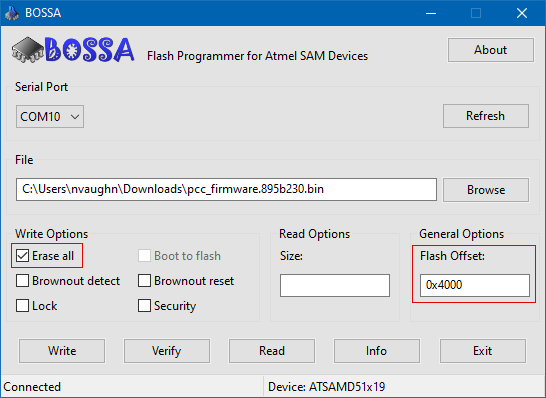 BOSSA
BOSSA
Flash Programmer for Atmel SAM Devices
About
Serial Port
COM10
Refresh
File
C:\Users\nvaughn\Downloads\pcc_firmware.895b230.bin
Browse
Write Options
Read Options
General Options
Erase all
Boot to flash
Size:
Flash Offset:
Brownout detect
Brownout reset
0x4000
Lock
Security
Write
Verify
Read
Info
Exit
Connected
Device: ATSAMD51x19